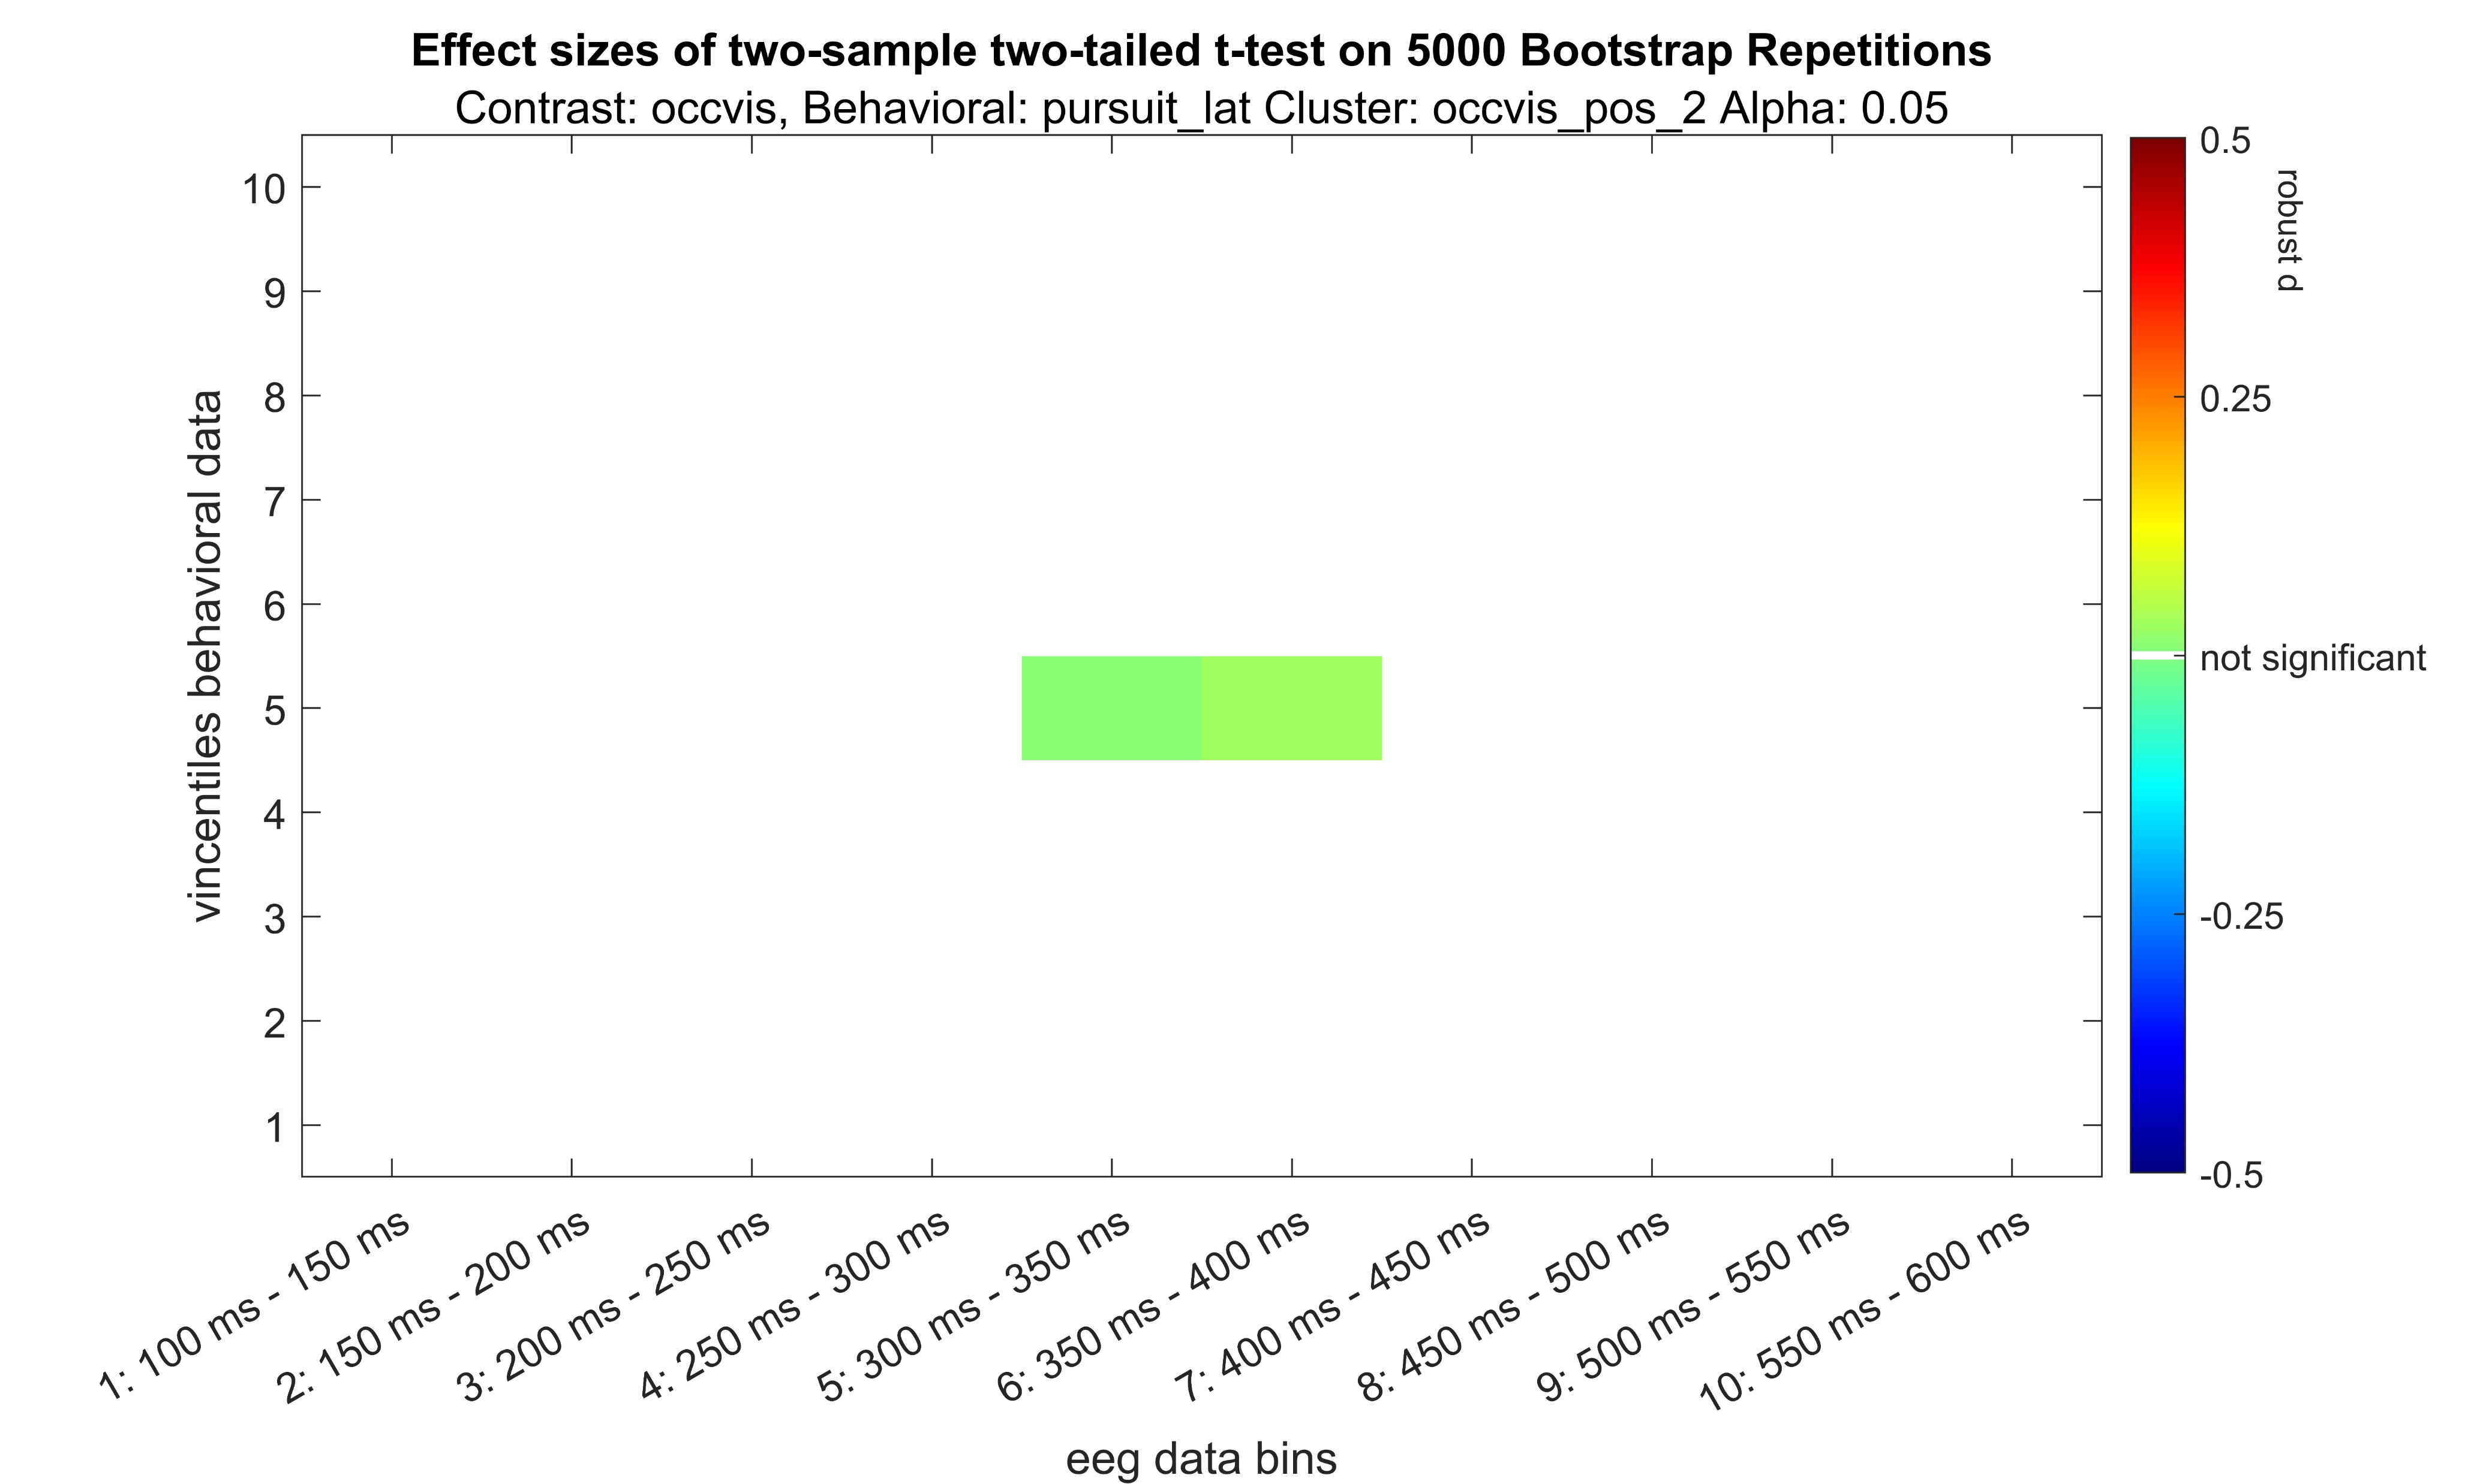 Effect sizes of two-sample two-tailed t-test on 5000 Bootstrap Repetitions
Contrast: occvis, Behavioral: pursuit_lat Cluster: occvis_pos_2 Alpha: 0.05
vincentiles behavioral data
10
9
8
7
6
5
4
3
2
1
1: 100 ms - 150 ms
2: 150 ms - 200 ms
3: 200 ms - 250 ms
4: 250 ms - 300 ms
5: 300 ms - 350 ms
6: 350 ms - 400 ms
7: 400 ms - 450 ms
8: 450 ms - 500 ms
9: 500 ms - 550 ms
10: 550 ms - 600 ms
eeg data bins
0.5
0.25
not significant
-0.25
-0.5
robust d